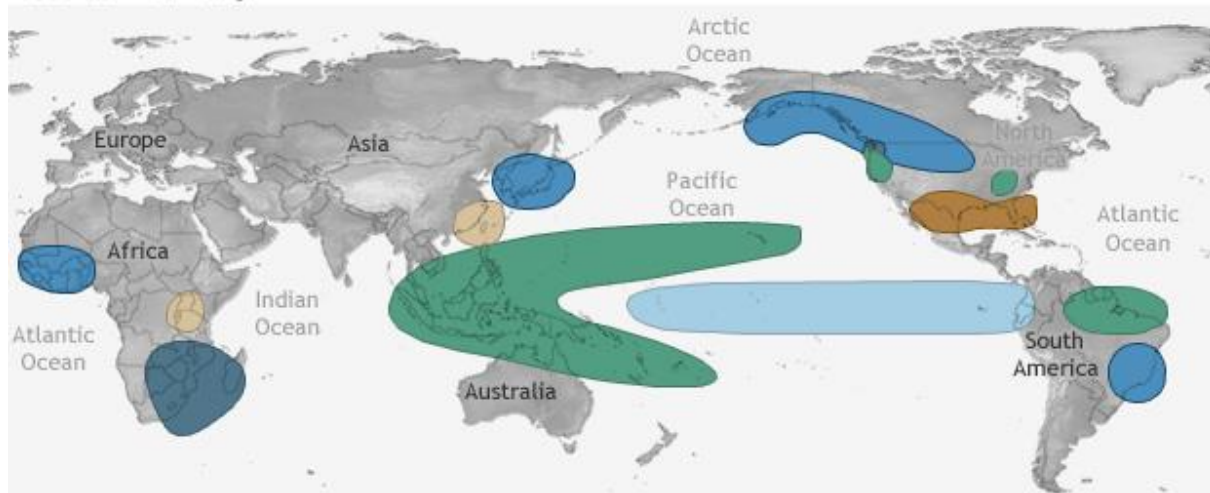 Arctic
Ocean
Europe
Asia
North
America
Pacific
Ocean
Atlantic
Ocean
Africa
Indian
Ocean
Atlantic
Ocean
South
America
Australia